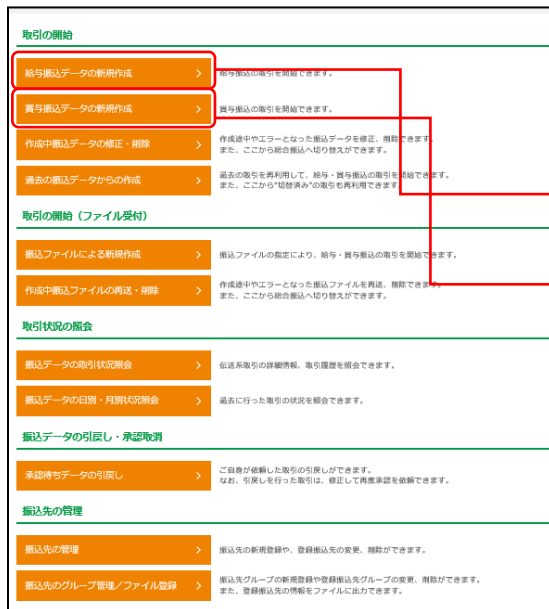 取引の開始
給与振込データの新規作成
給与振込の取引を開始できます。
賞与振込データの新規作成
賞与振込の取引を開始できます。
作成中振込データの修正・削除
作成途中やエラーとなった振込データを修正、削除できます。
また、ここから総合振込へ切り替えができます。
過去の振込データからの作成
過去の取引を再利用して、給与・賞与振込の取引を開始できます。
また、ここから“切替済み”の取引も再利用できます。
取引の開始(ファイル受付)
振込ファイルによる新規作成
振込ファイルの指定により、給与・賞与振込の取引を開始できます。
作成中振込ファイルの再送・削除
作成途中やエラーとなった振込ファイルを再送、削除できます。
また、ここから総合振込へ切り替えができます。
取引状況の照会
振込データの取引状況照会
伝送系取引の詳細情報、取引履歴を照会できます。
振込データの日別・月別状況照会
過去に行った取引の状況を照会できます。
振込データの引戻し・承認取消
承認待ちデータの引戻し
ご自身が依頼した取引の引戻しができます。
なお、引戻しを行った取引は、修正して再度承認を依頼できます。
振込先の管理
振込先の管理
振込先の新規登録や、登録振込先の変更、削除ができます。
振込先のグループ管理/ファイル登録
振込先グループの新規登録や登録振込先グループの変更、削除ができます。
また、登録振込先の情報をファイルに出力できます。